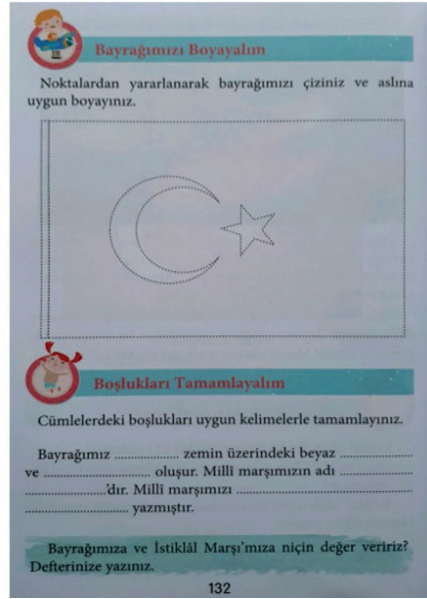 Bayrağımızı Boyayalım
Noktalardan yararlanarak bayrağımızı çiziniz ve aslına
uygun boyayınız.
Boşlukları Tamamlayalım
Cümlelerdeki boşlukları uygun kelimelerle tamamlayınız.
Bayrağımız .................. zemin üzerindeki beyaz ....................
ve .............................. oluşur. Millî marşımızın adı ....................
.......................'dır. Millî marşımızı ..................................................
............................. yazmıştır.
Bayrağımıza ve İstiklâl Marşı'mıza niçin değer veririz?
Defterinize yazınız.
132